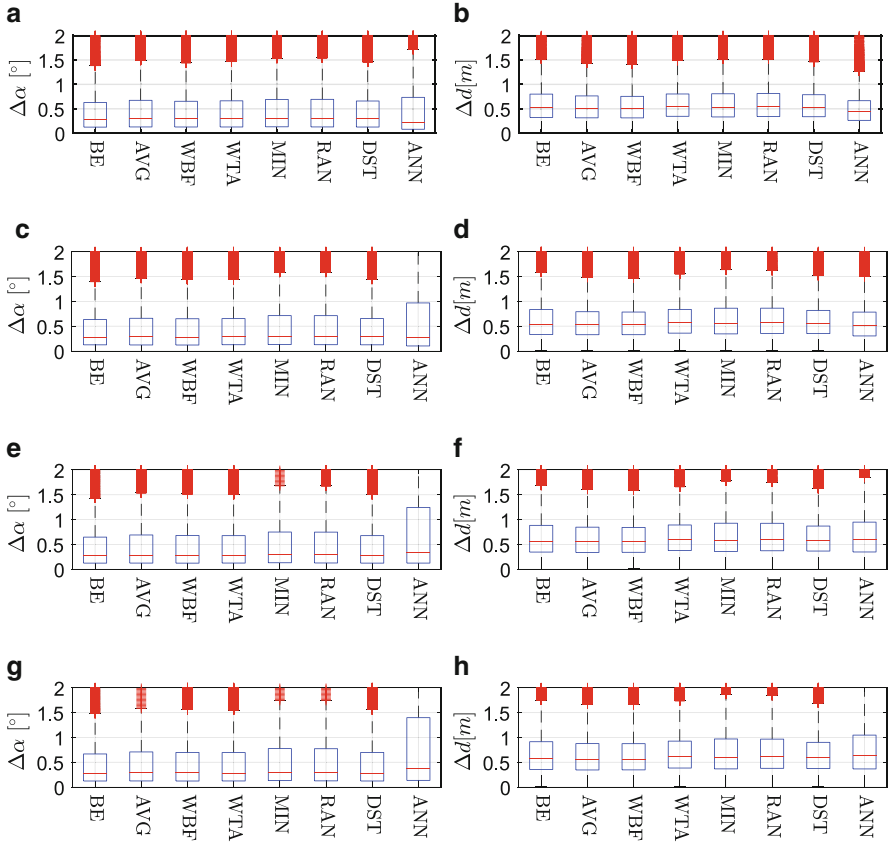 a
b
2
1.5
1
0.5
0
Δα [°]
BE
AVG
WBF
WTA
MIN
RAN
DST
ANN
2
1.5
1
0.5
0
Δd[m]
BE
AVG
WBF
WTA
MIN
RAN
DST
ANN
c
d
2
1.5
1
0.5
0
Δα [°]
BE
AVG
WBF
WTA
MIN
RAN
DST
ANN
2
1.5
1
0.5
0
Δd[m]
BE
AVG
WBF
WTA
MIN
RAN
DST
ANN
e
f
2
1.5
1
0.5
0
Δα [°]
BE
AVG
WBF
WTA
MIN
RAN
DST
ANN
2
1.5
1
0.5
0
Δd[m]
BE
AVG
WBF
WTA
MIN
RAN
DST
ANN
g
h
2
1.5
1
0.5
0
Δα [°]
BE
AVG
WBF
WTA
MIN
RAN
DST
ANN
2
1.5
1
0.5
0
Δd[m]
BE
AVG
WBF
WTA
MIN
RAN
DST
ANN